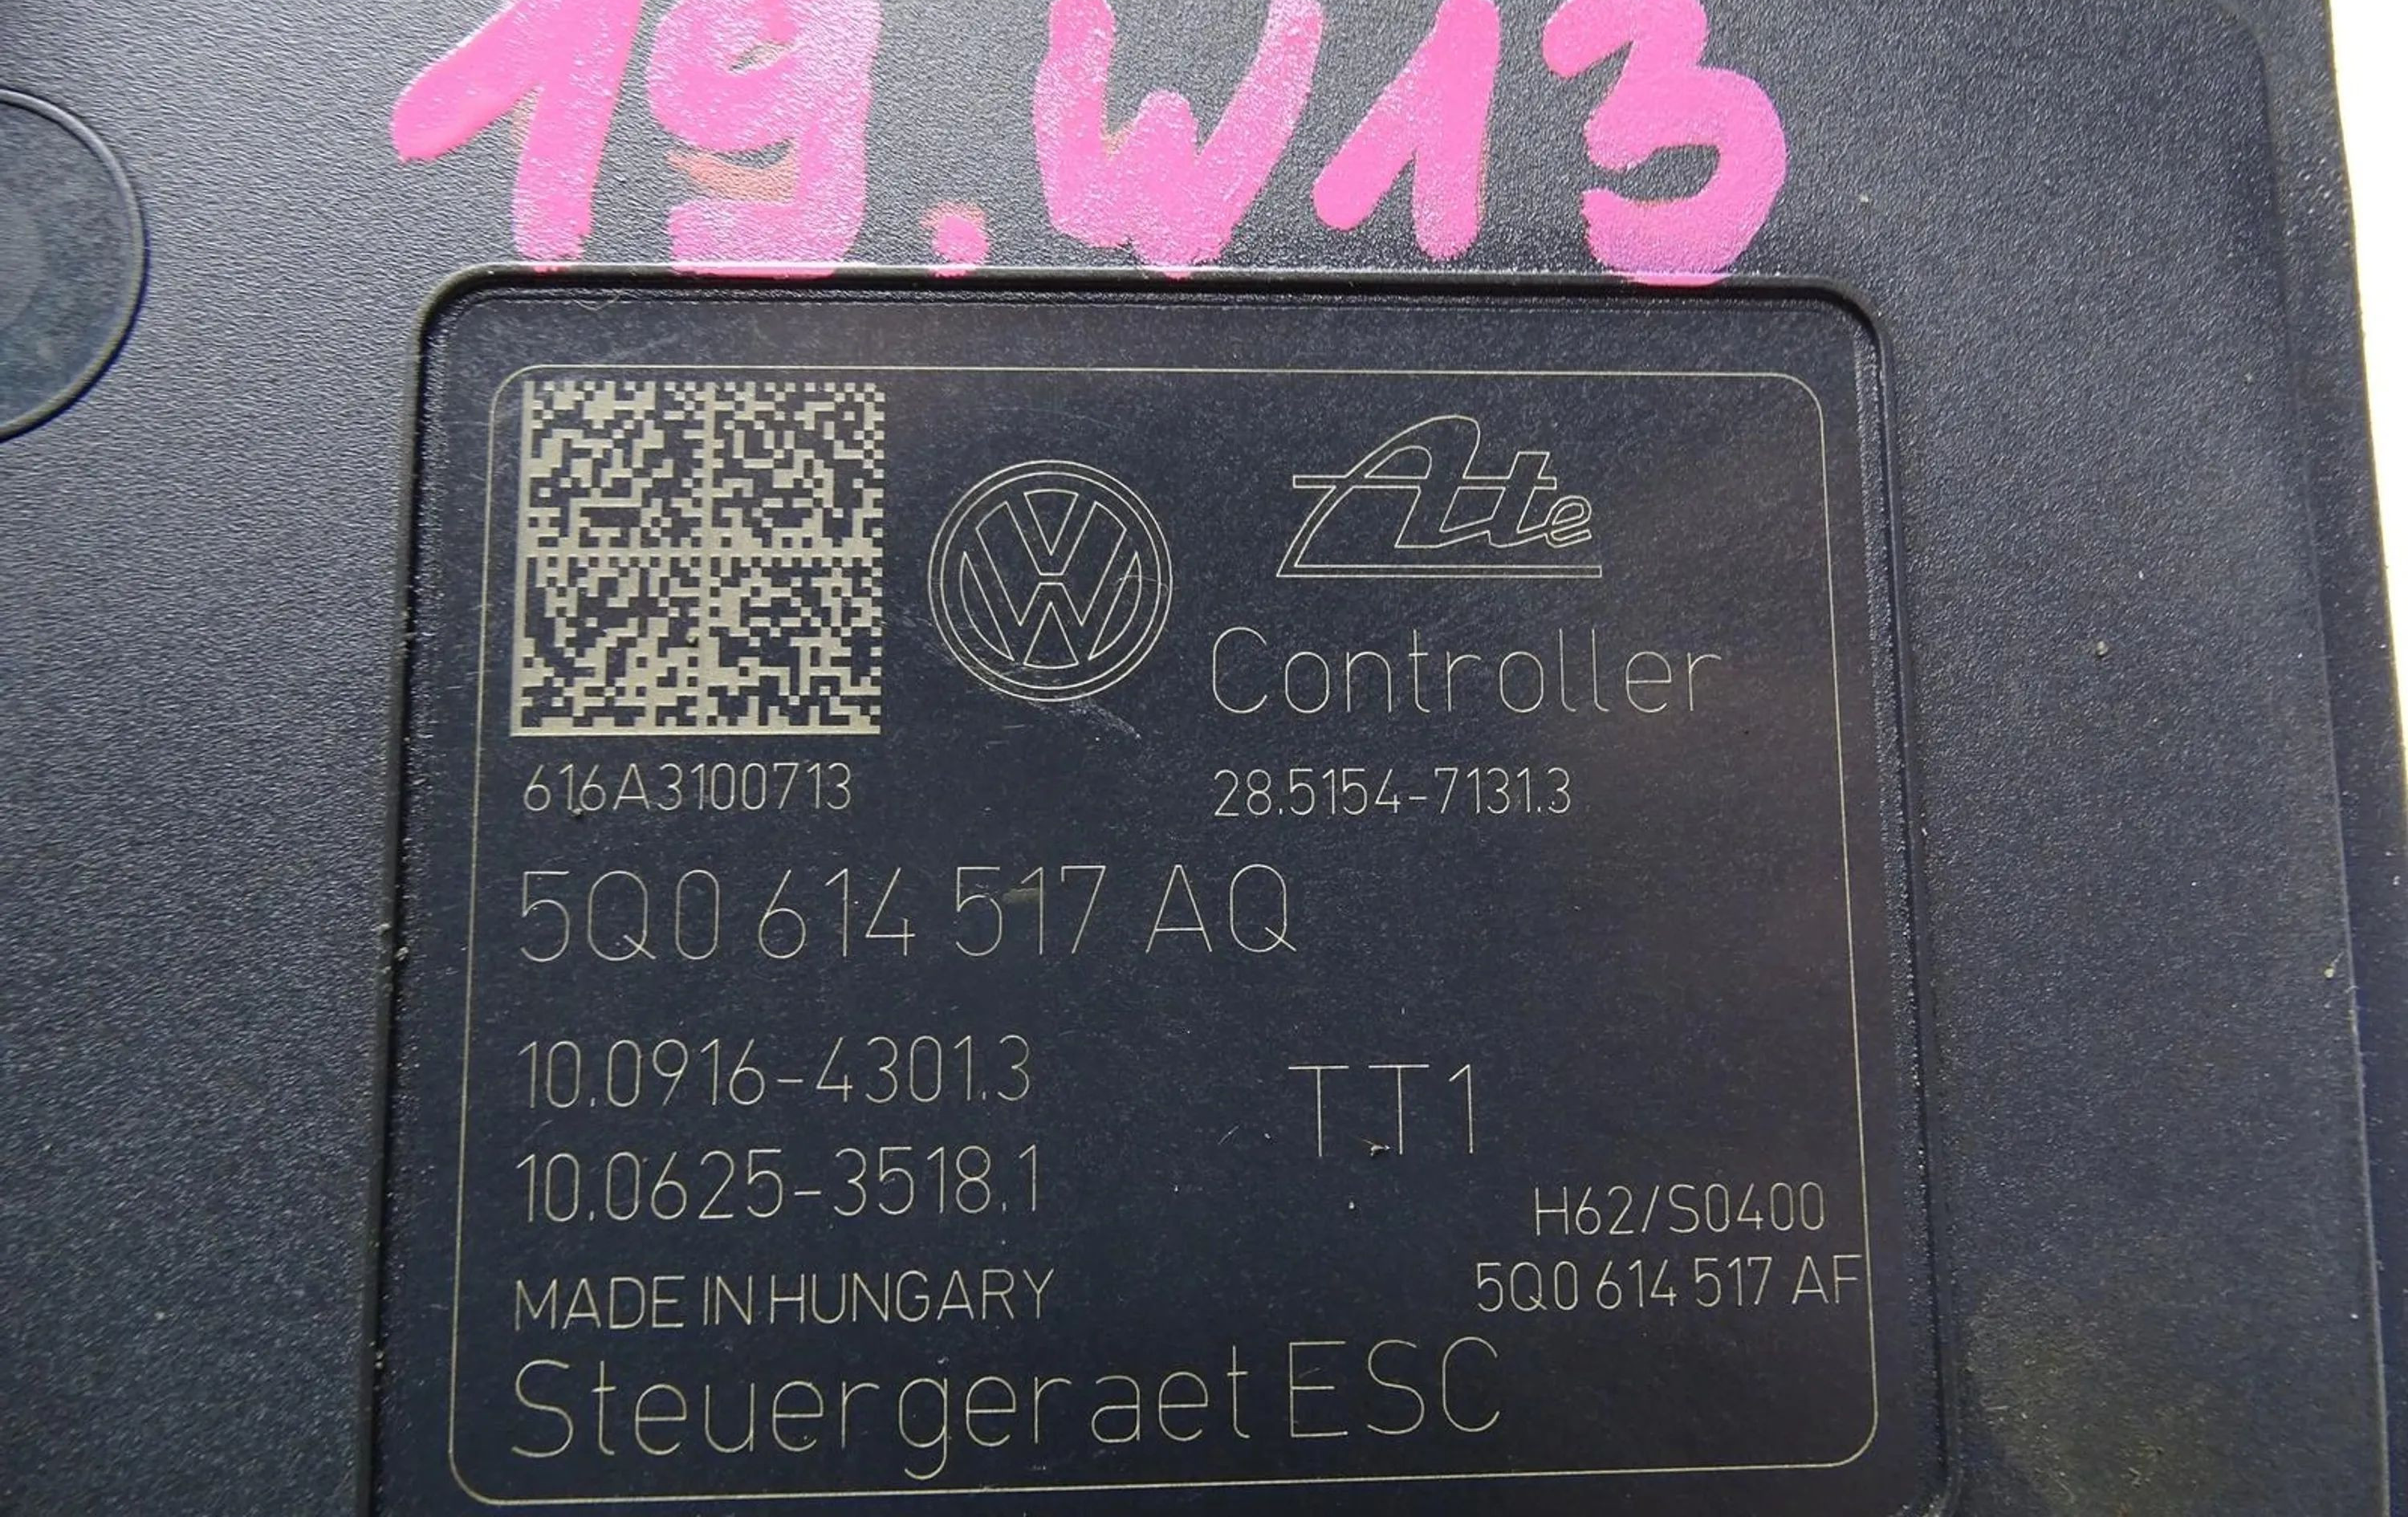 19.W13
Ate
Controller
616A3100713
28.5154-7131.3
5Q0 614 517 AQ
10.0916-4301.3
TT1
10.0625-3518.1
H62/S0400
5Q0 614 517 AF
MADE IN HUNGARY
Steuergeraet ESC